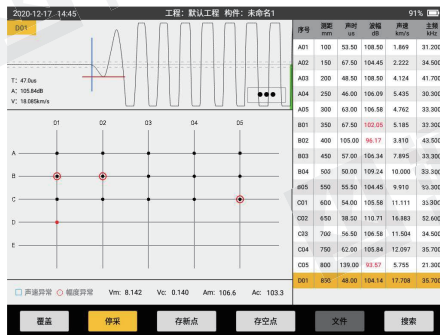 2020-12-17 14:45 工程: 默认工程 构件: 未命名1 91%
D01
T: 47.0us
A: 105.84dB
V: 18.085km/s
01 02 03 04 05
A
B
C
D
E
声速异常 幅度异常 Vm: 8.142 Vc: 0.140 Am: 106.6 Ac: 103.3
序号 测距 mm 声时 us 波幅 dB 声速 km/s 主频 kHz
A01 100 53.50 108.50 1.869 31.200
A02 150 67.50 104.45 2.222 34.500
A03 200 48.50 108.50 4.124 41.700
A04 250 46.00 106.09 5.435 30.300
A05 300 63.00 106.58 4.762 33.300
B01 350 67.50 102.05 5.185 33.300
B02 400 105.00 96.17 3.810 43.500
B03 450 57.00 106.34 7.895 33.300
B04 500 50.00 109.24 10.000 33.300
B05 550 55.50 104.45 9.910 33.300
C01 600 54.00 105.58 11.111 33.300
C02 650 38.50 110.71 16.883 52.600
C03 700 56.50 106.58 11.504 34.500
C04 750 62.00 105.84 12.097 35.700
C05 800 139.00 93.57 5.755 21.300
D01 850 48.00 104.14 17.708 35.700
覆盖 停采 存新点 存空点 文件 搜索